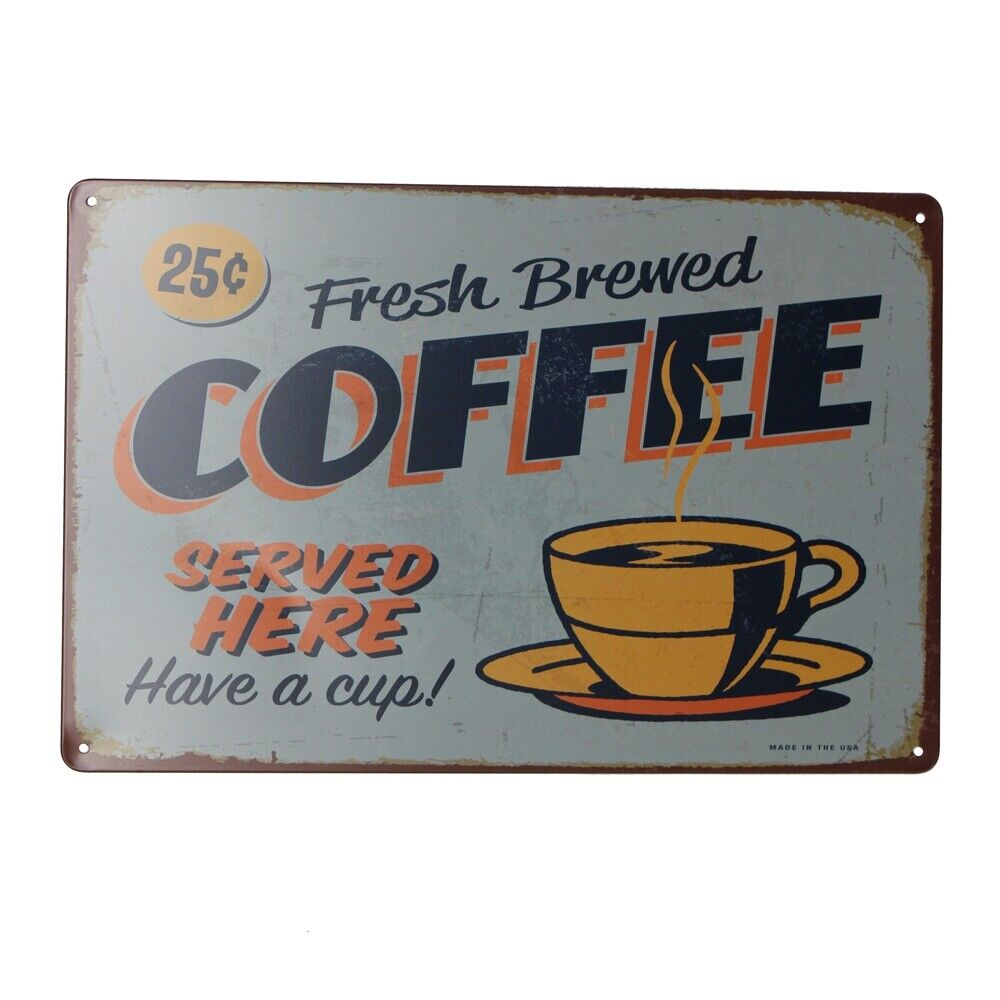 25¢
Fresh Brewed
COFFEE
SERVED
HERE
Have a cup!
MADE IN THE USA